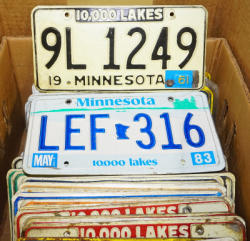 10,000 LAKES
9L 1249
19 MINNESOTA 51
Minnesota
LEF 316
MAY 10000 lakes 83
10,000 LAKES
10,000 LAKES